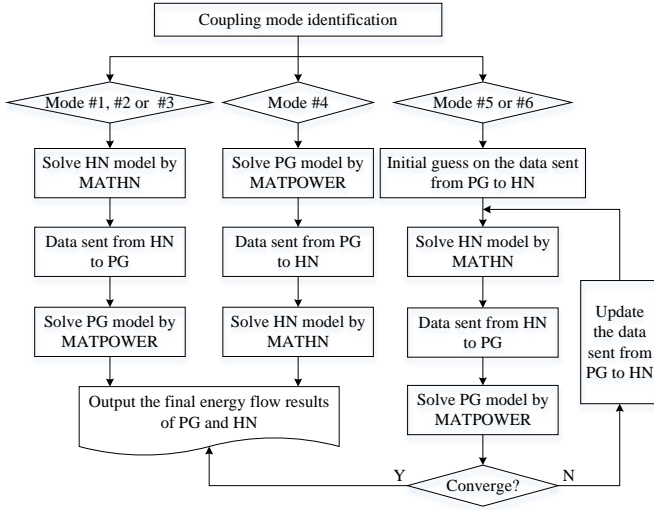 Coupling mode identification
Mode #1, #2 or #3
Mode #4
Mode #5 or #6
Solve HN model by
MATHN
Data sent from HN
to PG
Solve PG model by
MATPOWER
Solve PG model by
MATPOWER
Data sent from PG
to HN
Solve HN model by
MATHN
Output the final energy flow results
of PG and HN
Initial guess on the data sent
from PG to HN
Solve HN model by
MATHN
Data sent from HN
to PG
Solve PG model by
MATPOWER
Converge?
Y
N
Update
the data
sent from
PG to HN